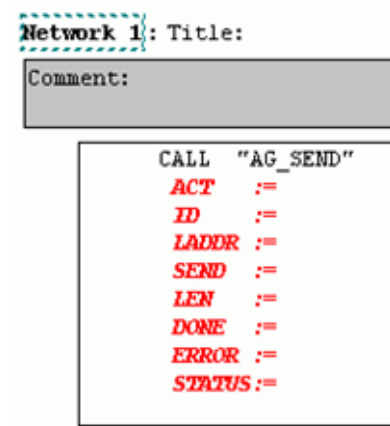 Network 1: Title:
Comment:
CALL "AG_SEND"
ACT :=
ID :=
LADDR :=
SEND :=
LEN :=
DONE :=
ERROR :=
STATUS:=